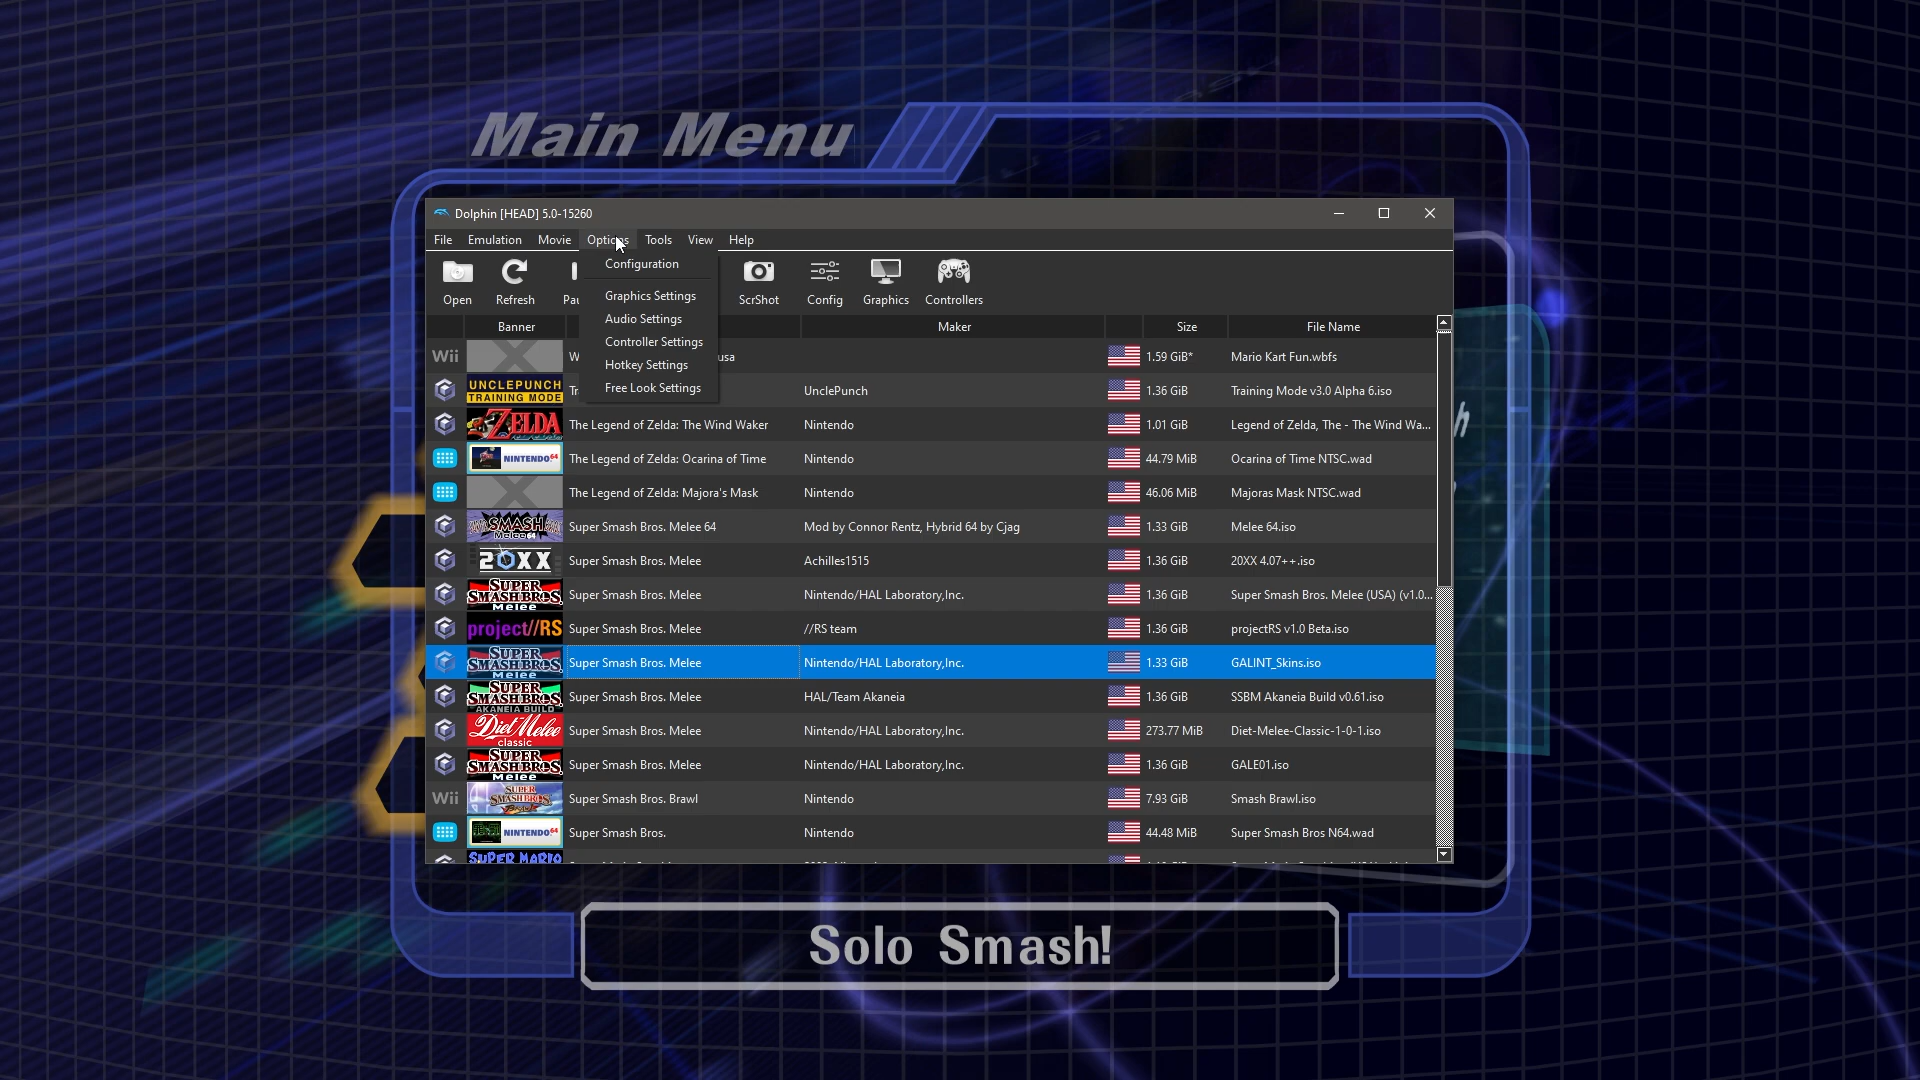 Main Menu
Dolphin [HEAD] 5.0-15260
File Emulation Movie Options Tools View Help
Configuration
Graphics Settings
Audio Settings
Controller Settings
Hotkey Settings
Free Look Settings
Open Refresh Pau ScrShot Config Graphics Controllers
Banner Maker Size File Name
Wii W usa 1.59 GiB* Mario Kart Fun.wbfs
UNCLEPUNCH TRAINING MODE Tr UnclePunch 1.36 GiB Training Mode v3.0 Alpha 6.iso
ZELDA The Legend of Zelda: The Wind Waker Nintendo 1.01 GiB Legend of Zelda, The - The Wind Wa...
NINTENDO64 The Legend of Zelda: Ocarina of Time Nintendo 44.79 MiB Ocarina of Time NTSC.wad
The Legend of Zelda: Majora's Mask Nintendo 46.06 MiB Majoras Mask NTSC.wad
SMASH Melee64 Super Smash Bros. Melee 64 Mod by Connor Rentz, Hybrid 64 by Cjag 1.33 GiB Melee 64.iso
20XX Super Smash Bros. Melee Achilles1515 1.36 GiB 20XX 4.07++.iso
SUPER SMASH BROS. Melee Super Smash Bros. Melee Nintendo/HAL Laboratory,Inc. 1.36 GiB Super Smash Bros. Melee (USA) (v1.0...
project//RS Super Smash Bros. Melee //RS team 1.36 GiB projectRS v1.0 Beta.iso
SUPER SMASH BROS. Melee Super Smash Bros. Melee Nintendo/HAL Laboratory,Inc. 1.33 GiB GALINT_Skins.iso
SUPER SMASH BROS. AKANEIA BUILD Super Smash Bros. Melee HAL/Team Akaneia 1.36 GiB SSBM Akaneia Build v0.61.iso
Diet Melee classic Super Smash Bros. Melee Nintendo/HAL Laboratory,Inc. 273.77 MiB Diet-Melee-Classic-1-0-1.iso
SUPER SMASH BROS. Melee Super Smash Bros. Melee Nintendo/HAL Laboratory,Inc. 1.36 GiB GALE01.iso
Wii SUPER SMASH BROS. BRAWL Super Smash Bros. Brawl Nintendo 7.93 GiB Smash Brawl.iso
NINTENDO64 Super Smash Bros. Nintendo 44.48 MiB Super Smash Bros N64.wad
SUPER MARIO
Solo Smash!